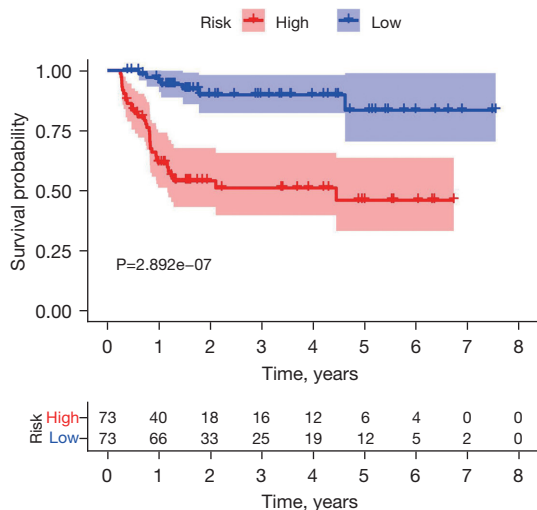 Risk High Low
Survival probability
1.00
0.75
0.50
0.25
0.00
P=2.892e−07
0 1 2 3 4 5 6 7 8
Time, years
Risk
High 73 40 18 16 12 6 4 0 0
Low 73 66 33 25 19 12 5 2 0
0 1 2 3 4 5 6 7 8
Time, years